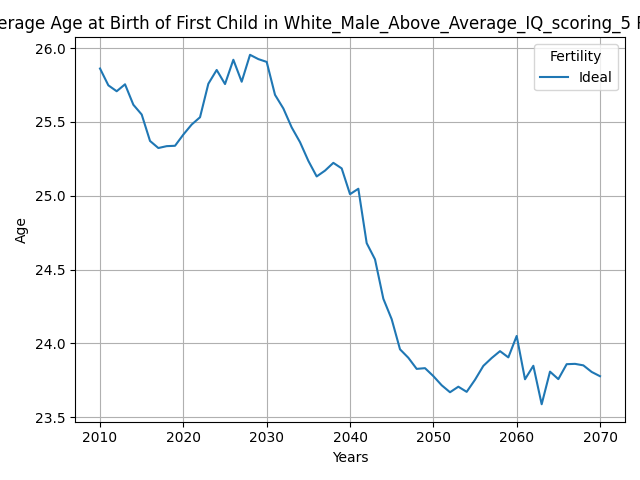 Average Age at Birth of First Child in White_Male_Above_Average_IQ_scoring_5
Fertility
Ideal
26.0
25.5
25.0
24.5
24.0
23.5
Age
2010 2020 2030 2040 2050 2060 2070
Years